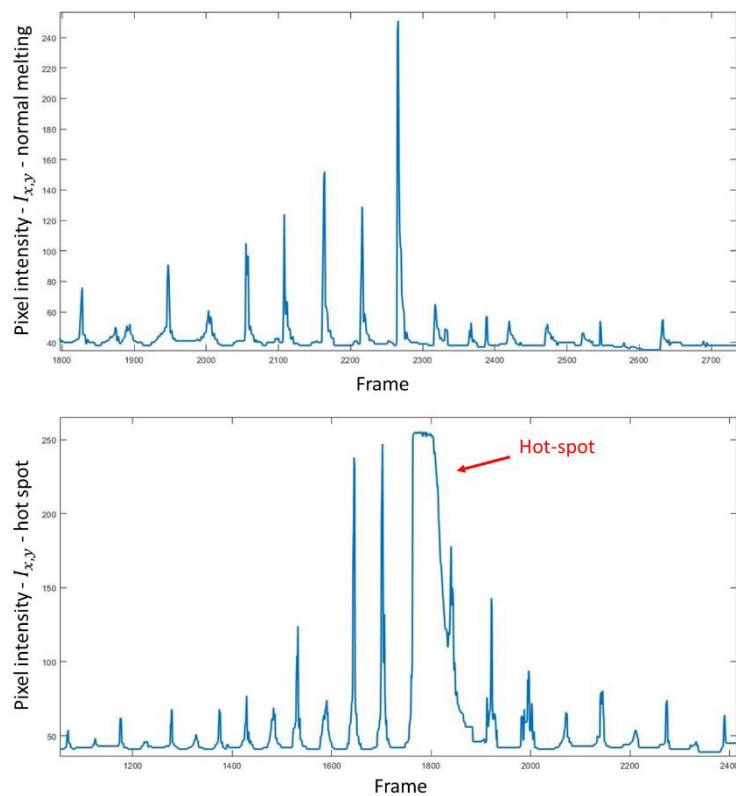 Pixel intensity - I_{x,y} - normal melting
240
220
200
180
160
140
120
100
80
60
40
1800 1900 2000 2100 2200 2300 2400 2500 2600 2700
Frame
Pixel intensity - I_{x,y} - hot spot
250
200
150
100
50
Hot-spot
1200 1400 1600 1800 2000 2200 2400
Frame